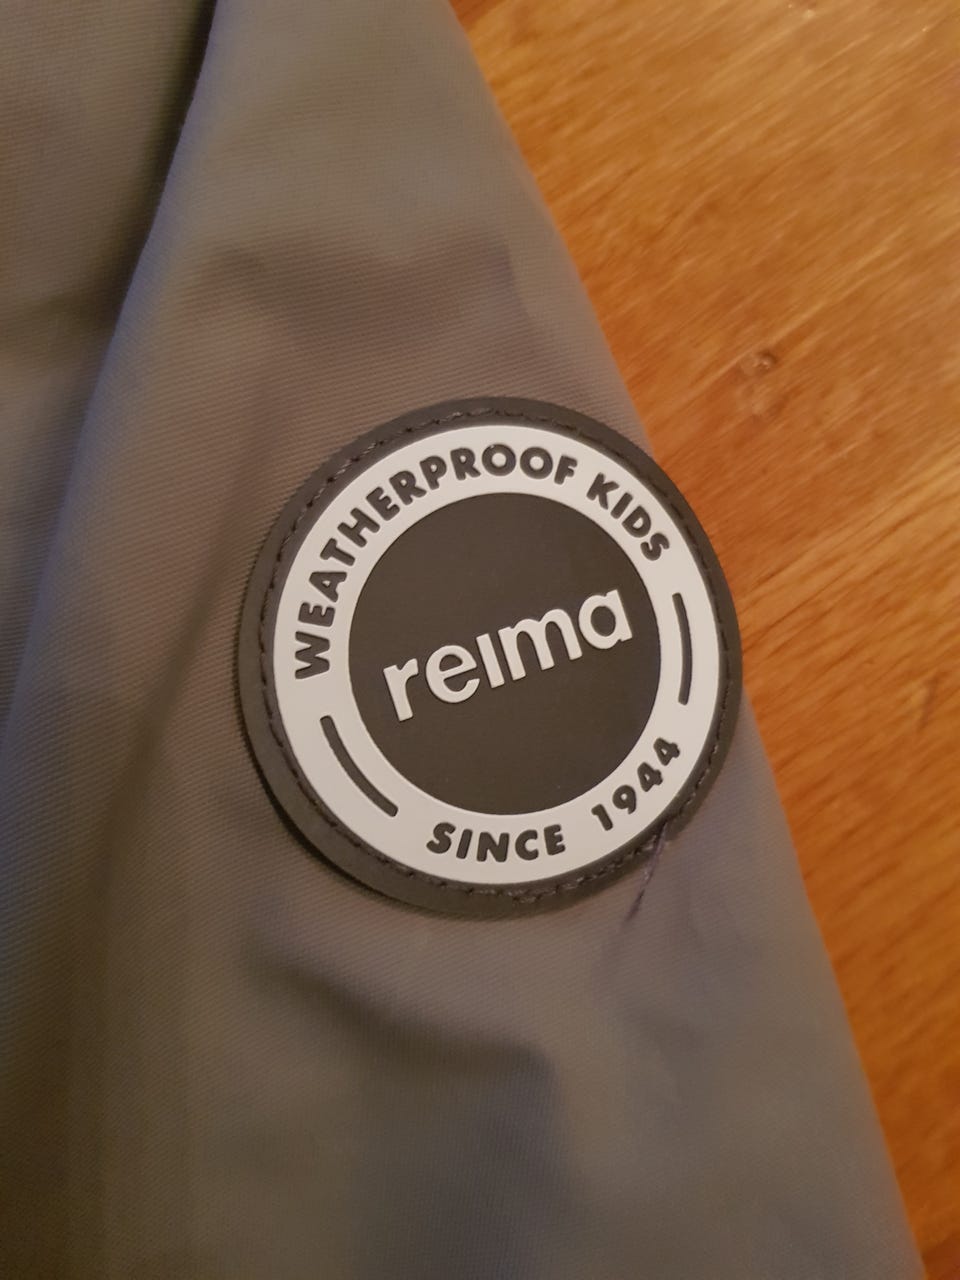 WEATHERPROOF KIDS
reima
SINCE 1944